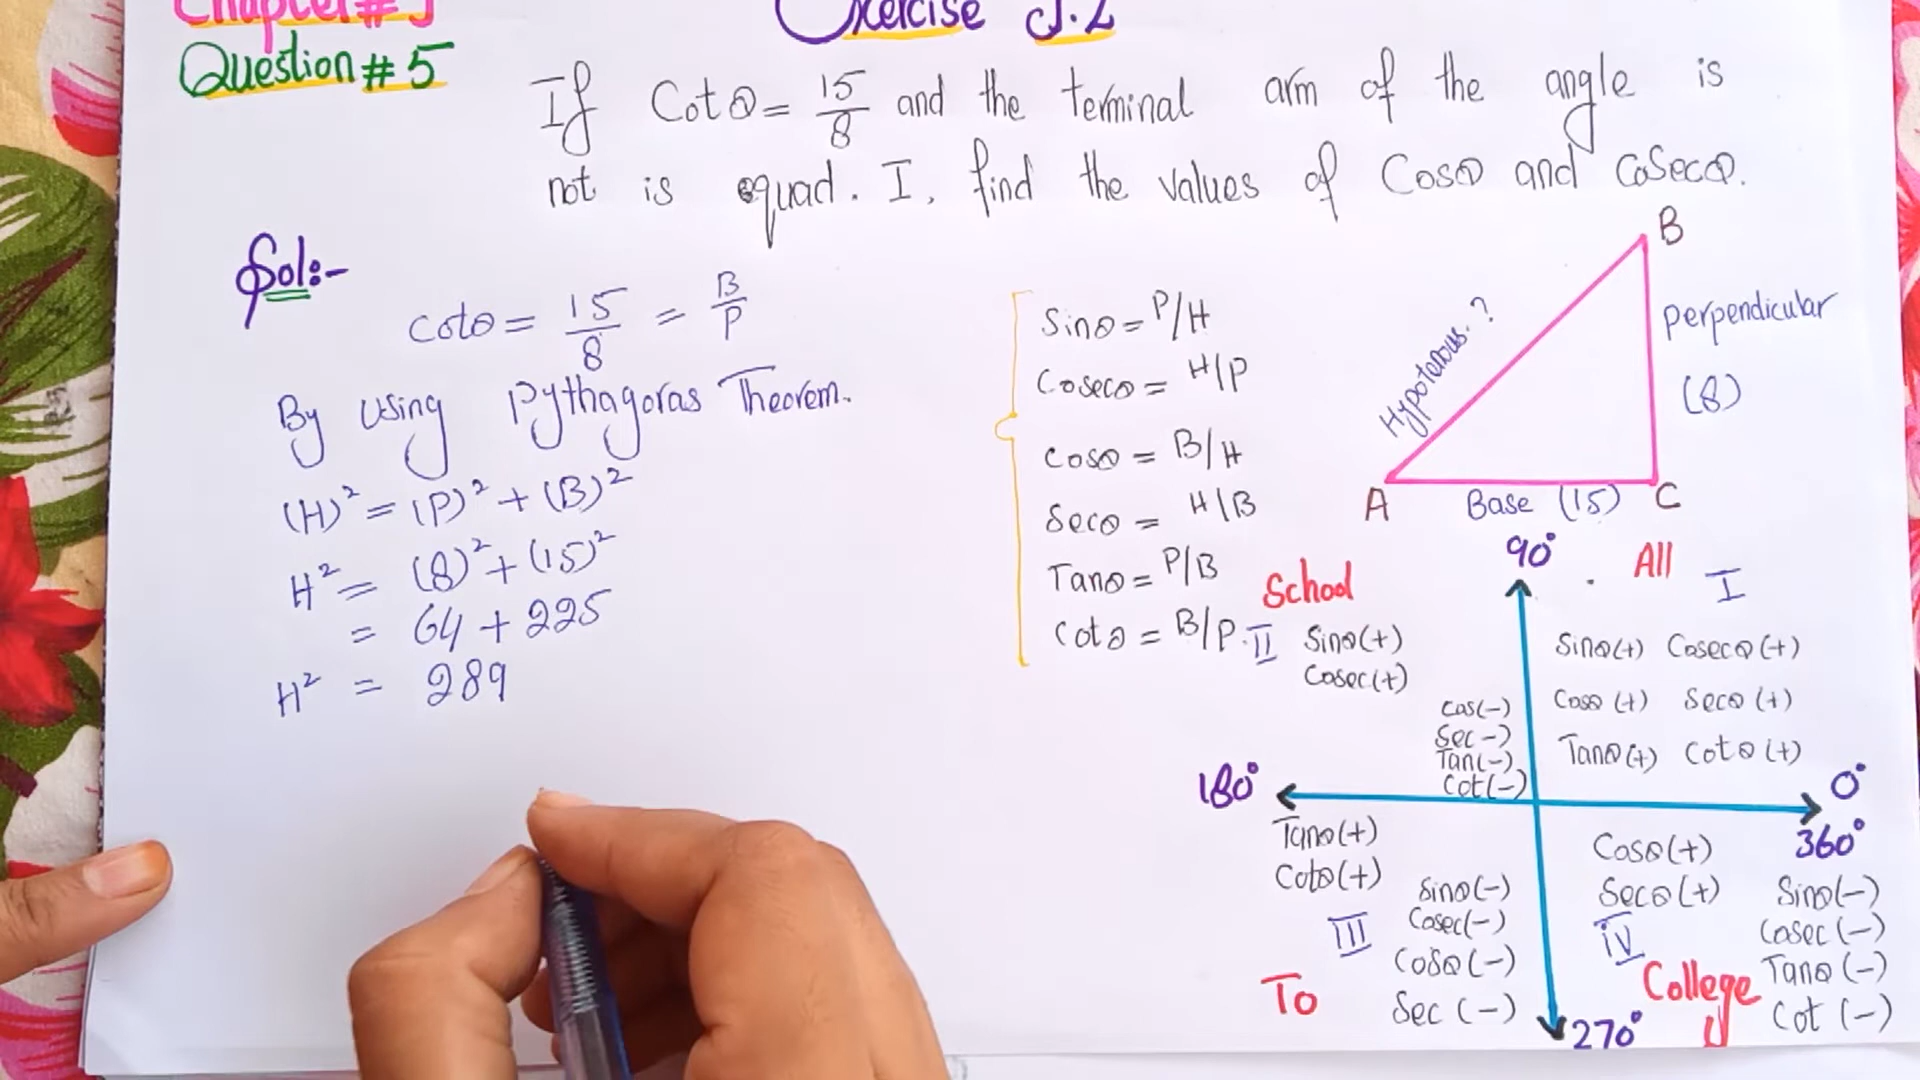 Chapter #
Exercise
Question # 5
If Cotθ = 15/8 and the terminal arm of the angle is
not is quad. I, find the values of Cosθ and Cosecθ.
Sol:-
cotθ = 15/8 = B/P
By using Pythagoras Theorem.
(H)² = (P)² + (B)²
H² = (8)² + (15)²
= 64 + 225
H² = 289
Sinθ = P/H
Cosecθ = H/P
cosθ = B/H
Secθ = H/B
Tanθ = P/B
Cotθ = B/P.
B
Hypotenous. ?
Perpendicular
(8)
A
Base (15)
C
90°
School
All
II
I
Sinθ(+)
Cosec(+)
Cos(-)
Sec(-)
Tan(-)
Cot(-)
Sinθ(+) Cosecθ(+)
Cosθ(+) Secθ(+)
Tanθ(+) Cotθ(+)
180°
0°
360°
Tanθ(+)
Cotθ(+)
III
To
Sinθ(-)
Cosec(-)
Cosθ(-)
Sec(-)
Cosθ(+)
Secθ(+)
IV
College
Sinθ(-)
Cosec(-)
Tanθ(-)
Cot(-)
270°